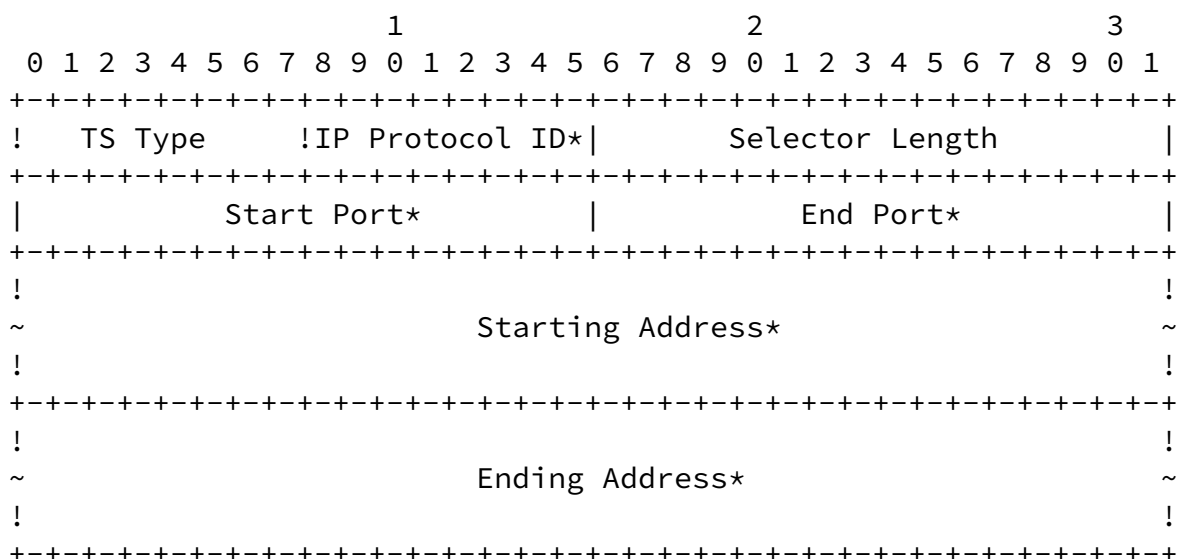 1                   2                   3
 0 1 2 3 4 5 6 7 8 9 0 1 2 3 4 5 6 7 8 9 0 1 2 3 4 5 6 7 8 9 0 1
+-+-+-+-+-+-+-+-+-+-+-+-+-+-+-+-+-+-+-+-+-+-+-+-+-+-+-+-+-+-+-+-+
!   TS Type     !IP Protocol ID*|       Selector Length         |
+-+-+-+-+-+-+-+-+-+-+-+-+-+-+-+-+-+-+-+-+-+-+-+-+-+-+-+-+-+-+-+-+
|           Start Port*         |           End Port*           |
+-+-+-+-+-+-+-+-+-+-+-+-+-+-+-+-+-+-+-+-+-+-+-+-+-+-+-+-+-+-+-+-+
!                                                               !
~                         Starting Address*                     ~
!                                                               !
+-+-+-+-+-+-+-+-+-+-+-+-+-+-+-+-+-+-+-+-+-+-+-+-+-+-+-+-+-+-+-+-+
!                                                               !
~                         Ending Address*                       ~
!                                                               !
+-+-+-+-+-+-+-+-+-+-+-+-+-+-+-+-+-+-+-+-+-+-+-+-+-+-+-+-+-+-+-+-+